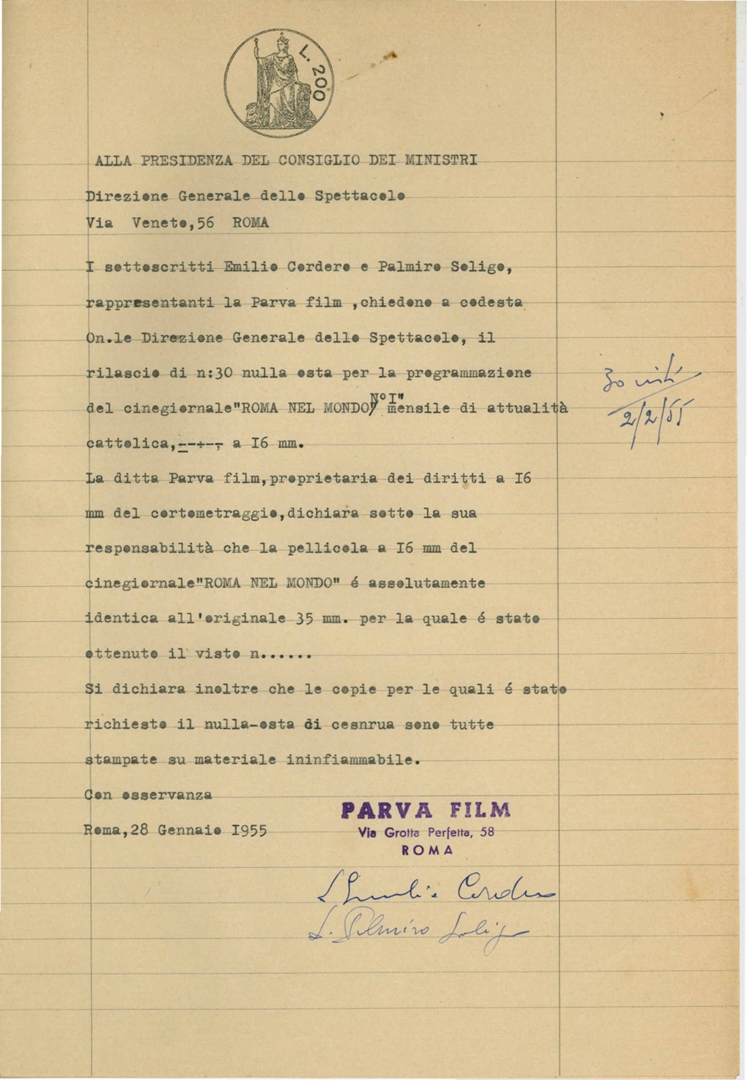 L. 200
ALLA PRESIDENZA DEL CONSIGLIO DEI MINISTRI
Direzione Generale dello Spettacolo
Via Veneto,56 ROMA
I sottoscritti Emilio Cordero e Palmiro Soligo,
rappresentanti la Parva film ,chiedono a codesta
On.le Direzione Generale dello Spettacolo, il
rilascio di n:30 nulla osta per la programmazione
del cinegiornale"ROMA NEL MONDO N°I" mensile di attualità
cattolica, a I6 mm.
La ditta Parva film,proprietaria dei diritti a I6
mm del cortometraggio,dichiara sotto la sua
responsabilità che la pellicola a I6 mm del
cinegiornale"ROMA NEL MONDO" é assolutamente
identica all'originale 35 mm. per la quale é stato
ottenuto il visto n......
Si dichiara inoltre che le copie per le quali é stato
richiesto il nulla-osta di cesnrua sono tutte
stampate su materiale ininfiammabile.
Con osservanza
Roma,28 Gennaio I955
PARVA FILM
Via Grotta Perfetta, 58
ROMA
Emilio Cordero
Palmiro Soligo
30 visti
2/2/55